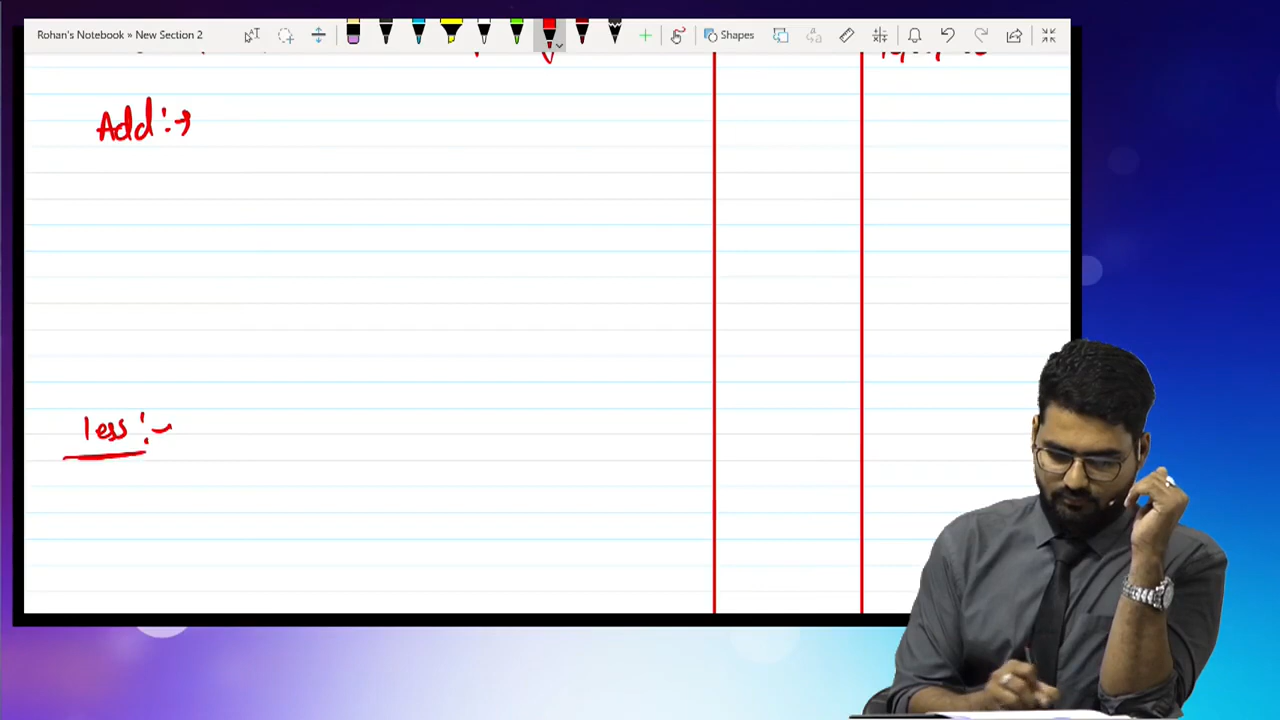 Rohan's Notebook » New Section 2
Shapes
Add :→
less :-